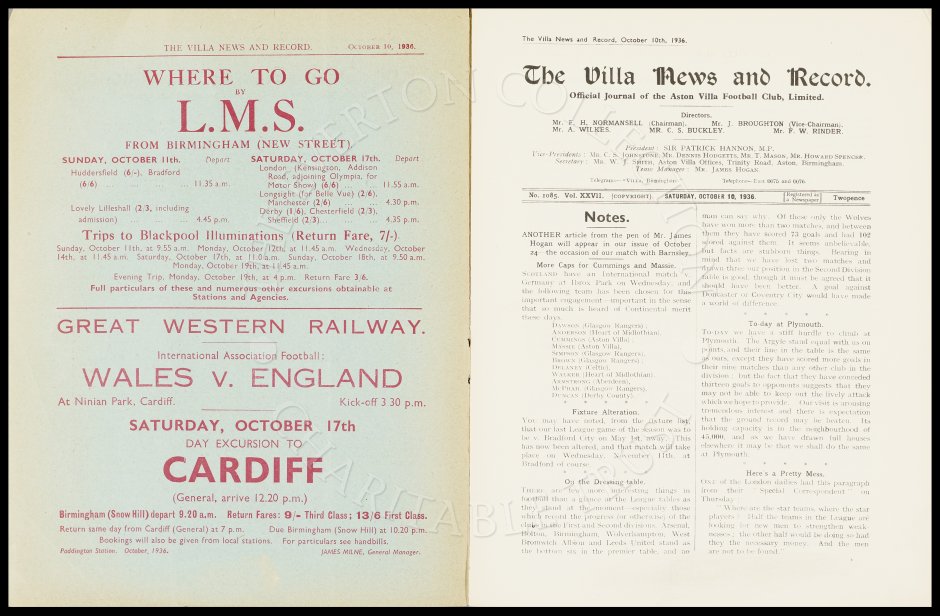 THE VILLA NEWS AND RECORD. OCTOBER 10, 1936.
WHERE TO GO
BY
L.M.S.
FROM BIRMINGHAM (NEW STREET)
SUNDAY, OCTOBER 11th. Depart
Huddersfield (6/-), Bradford
(6/6) ... ... ... 11.35 a.m.
Lovely Lilleshall (2/3, including
admission) ... ... ... 4.45 p.m.
SATURDAY, OCTOBER 17th. Depart
London, (Kensington, Addison
Road, adjoining Olympia, for
Motor Show) (6/6) ... ... 11.55 a.m.
Longsight (for Belle Vue) (2/6),
Manchester (2/6) ... ... 4.30 p.m.
Derby (1/6), Chesterfield (2/3),
Sheffield (2/3)... ... ... 4.35 p.m.
Trips to Blackpool Illuminations (Return Fare, 7/-)
Sunday, October 11th, at 9.55 a.m. Monday, October 12th, at 11.45 a.m. Wednesday, October
14th, at 11.45 a.m. Saturday, October 17th, at 11.0 a.m. Sunday, October 18th, at 9.50 a.m.
Monday, October 19th, at 11.45 a.m.
Evening Trip, Monday, October 19th, at 4 p.m. Return Fare 3/6.
Full particulars of these and numerous other excursions obtainable at
Stations and Agencies.
GREAT WESTERN RAILWAY.
International Association Football:
WALES v. ENGLAND
At Ninian Park, Cardiff. Kick-off 3 30 p.m.
SATURDAY, OCTOBER 17th
DAY EXCURSION TO
CARDIFF
(General, arrive 12.20 p.m.)
Birmingham (Snow Hill) depart 9.20 a.m. Return Fares: 9/- Third Class; 13/6 First Class.
Return same day from Cardiff (General) at 7 p.m. Due Birmingham (Snow Hill) at 10.20 p.m.
Bookings will also be given from local stations. For particulars see handbills.
Paddington Station. October, 1936. JAMES MILNE, General Manager.
The Villa News and Record, October 10th, 1936.
The Villa News and Record.
Official Journal of the Aston Villa Football Club, Limited.
Directors.
Mr. F. H. NORMANSELL (Chairman). Mr. J. BROUGHTON (Vice-Chairman).
Mr. A. WILKES. MR. C. S. BUCKLEY. Mr. F. W. RINDER.
President: SIR PATRICK HANNON, M.P.
Vice-Presidents: MR. C. S. JOHNSTONE, MR. DENNIS HODGETTS, MR. T. MASON, MR. HOWARD SPENCER.
Secretary: MR. W. J. SMITH, Aston Villa Offices, Trinity Road, Aston, Birmingham.
Team Manager: MR. JAMES HOGAN.
Telegrams—"Villa, Birmingham." Telephone—East 0075 and 0076.
No. 1085. Vol. XXVII. [COPYRIGHT]. SATURDAY, OCTOBER 10, 1936. [Registered as a Newspaper] Twopence
Notes.
ANOTHER article from the pen of Mr. James
Hogan will appear in our issue of October
24—the occasion of our match with Barnsley.
More Caps for Cummings and Massie.
SCOTLAND have an International match v.
Germany at Ibrox Park on Wednesday, and
the following team has been chosen for this
important engagement—important in the sense
that so much is heard of Continental merit
these days.
DAWSON (Glasgow Rangers).
ANDERSON (Heart of Midlothian).
CUMMINGS (Aston Villa).
MASSIE (Aston Villa).
SIMPSON (Glasgow Rangers).
BROWN (Glasgow Rangers).
DELANEY (Celtic).
WALKER (Heart of Midlothian).
ARMSTRONG (Aberdeen).
MCPHAIL (Glasgow Rangers).
DUNCAN (Derby County).
* * * *
Fixture Alteration.
You may have noted, from the fixture list,
that our last League game of the season was to
be v. Bradford City on May 1st, away. This
has now been altered, and that match will take
place on Wednesday, November 11th, at
Bradford of course.
* * * *
On the Dressing-table.
THERE are few more interesting things in
football than a glance of the League tables as
they stand at the moment—especially those
which record the progress (or otherwise) of the
clubs in the First and Second divisions. Arsenal,
Bolton, Birmingham, Wolverhampton, West
Bromwich Albion and Leeds United stand as
the bottom six in the premier table, and no
man can say why. Of these only the Wolves
have won more than two matches, and between
them they have scored 73 goals and had 102
scored against them. It seems unbelievable,
but facts are stubborn things. Bearing in
mind that we have lost two matches and
drawn three our position in the Second Division
table is good, though it must be agreed that it
should have been better. A goal against
Doncaster or Coventry City would have made
a world of difference.
* * * *
To-day at Plymouth.
TO-DAY we have a stiff hurdle to climb at
Plymouth. The Argyle stand equal with us on
points, and their line in the table is the same
as ours, except they have scored more goals in
their nine matches than any other club in the
division; but the fact that they have conceded
thirteen goals to opponents suggests that they
may not be able to keep out the lively attack
which we hope to provide. Our visit is arousing
tremendous interest and there is expectation
that the ground record may be beaten. Its
holding capacity is in the neighbourhood of
45,000, and as we have drawn full houses
elsewhere it may be that we shall do the same
at Plymouth.
* * * *
Here's a Pretty Mess.
ONE of the London dailies had this paragraph
from their "Special Correspondent" on
Thursday:
"Where are the star teams, where the star
players? Half the teams in the League are
looking for new men to strengthen weak-
nesses; the other half would be doing so had
they the necessary money. And the men
are not to be found.